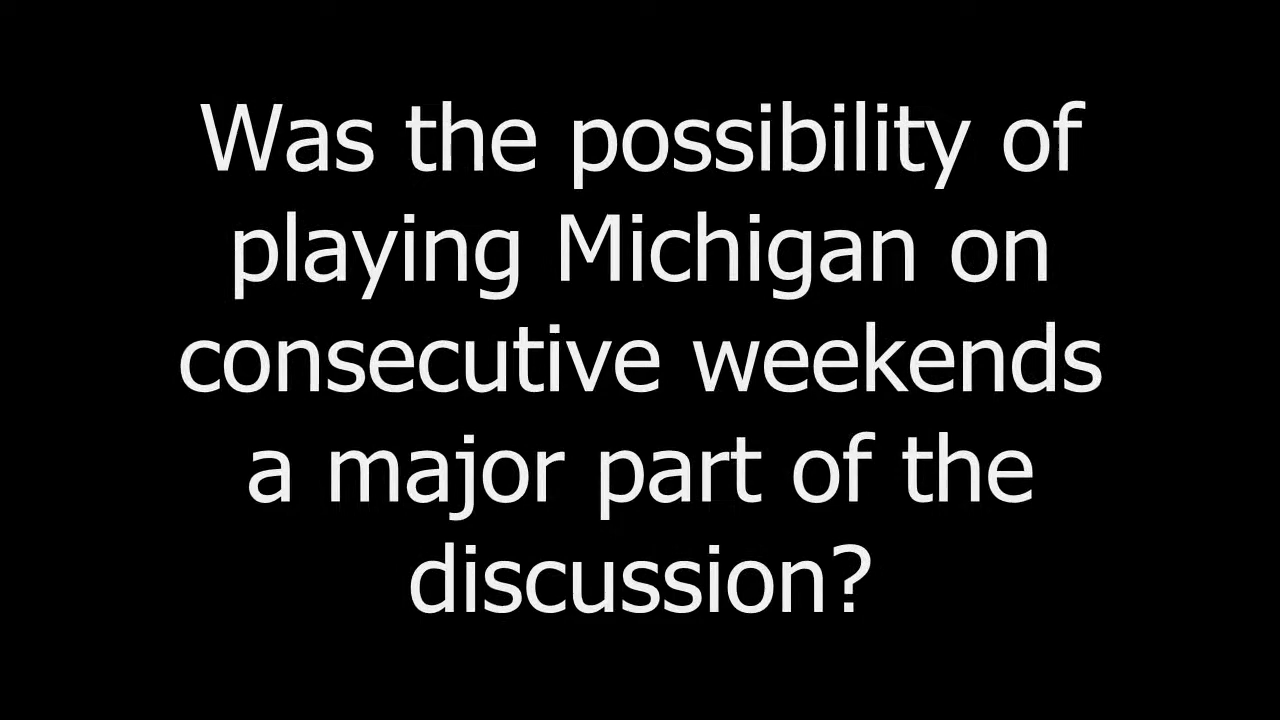 Was the possibility of
playing Michigan on
consecutive weekends
a major part of the
discussion?